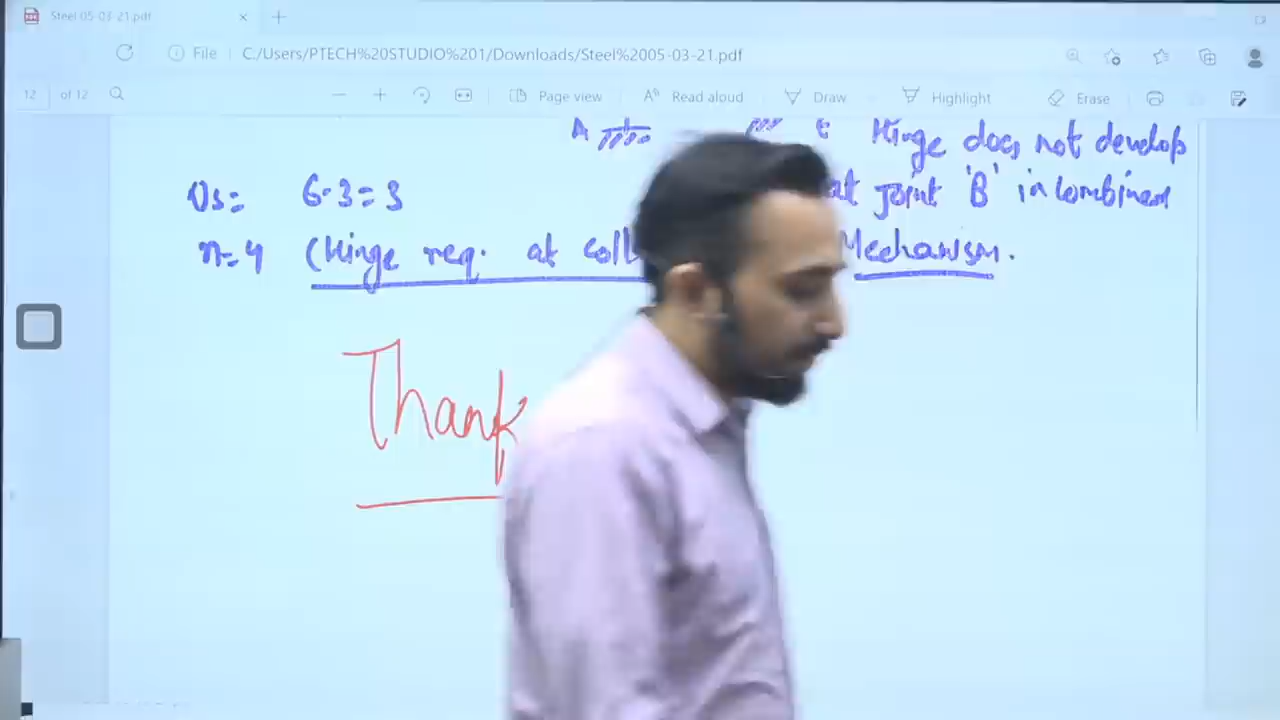 Steel 05-03-21.pdf
File C:/Users/PTECH%20STUDIO%201/Downloads/Steel%2005-03-21.pdf
12 of 12 Page view Read aloud Draw Highlight Erase
A Hinge does not develop
Ds= 6-3=3 at joint 'B' in Combined
n=4 (Hinge req. at coll Mechanism.
Thank